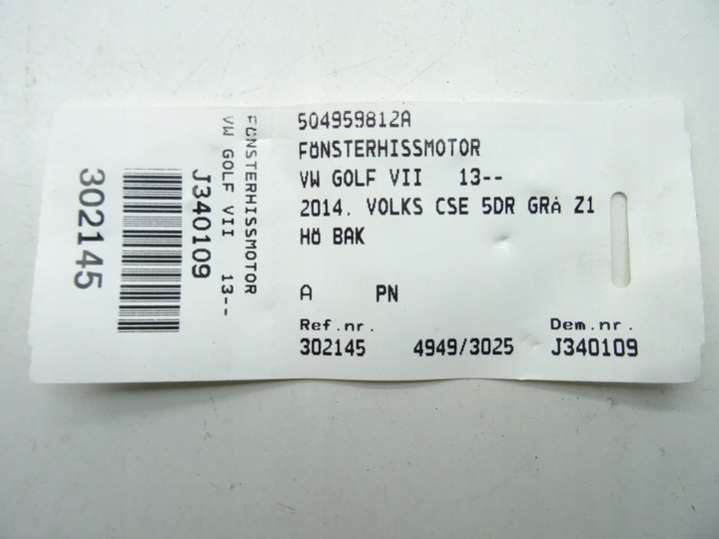 5Q4959812A
FÖNSTERHISSMOTOR
VW GOLF VII 13--
2014. VOLKS CSE 5DR GRÅ Z1
HÖ BAK
A PN
Ref.nr. Dem.nr.
302145 4949/3025 J340109
FÖNSTERHISSMOTOR
VW GOLF VII 13--
J340109
302145